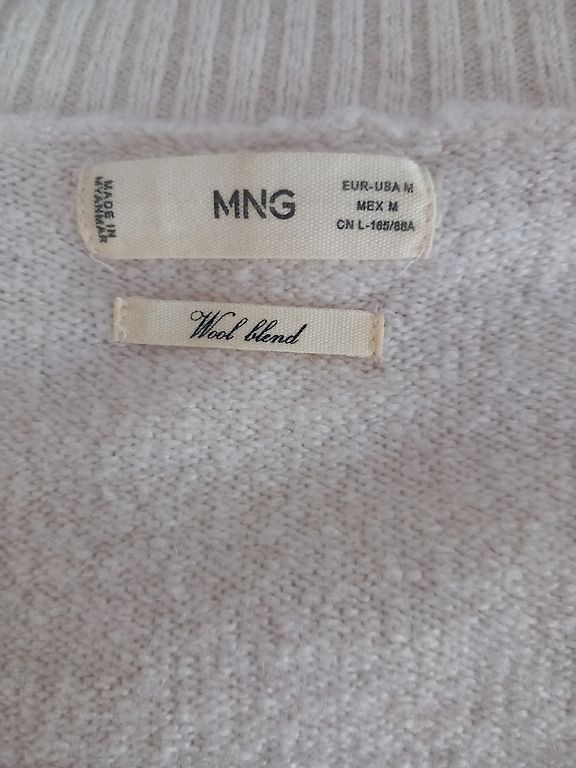 MADE IN
MYANMAR
MNG
EUR-USA M
MEX M
CN L-165/88A
Wool blend